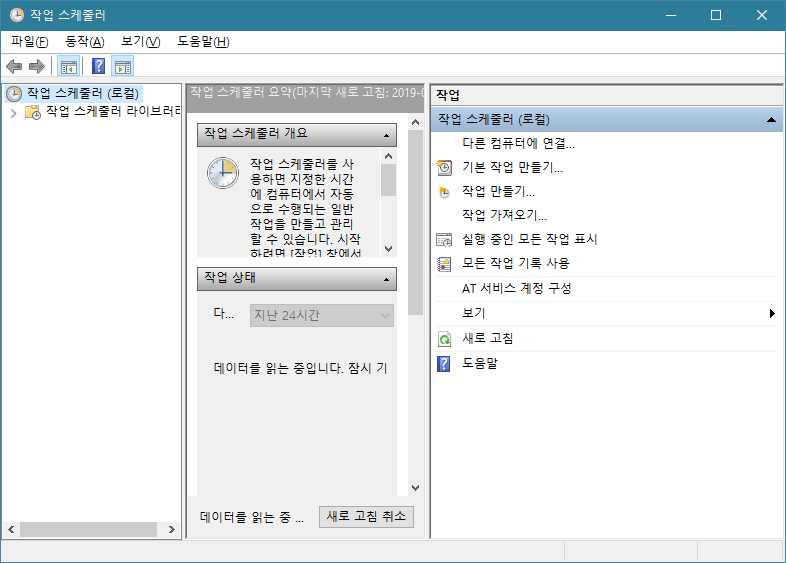 작업 스케줄러
파일(F) 동작(A) 보기(V) 도움말(H)
작업 스케줄러 (로컬)
작업 스케줄러 라이브러리
작업 스케줄러 요약(마지막 새로 고침: 2019-0
작업 스케줄러 개요
작업 스케줄러를 사
용하면 지정한 시간
에 컴퓨터에서 자동
으로 수행되는 일반
작업을 만들고 관리
할 수 있습니다. 시작
하려면 [작업] 창에서
작업 상태
다...
지난 24시간
데이터를 읽는 중입니다. 잠시 기
데이터를 읽는 중 ...
새로 고침 취소
작업
작업 스케줄러 (로컬)
다른 컴퓨터에 연결...
기본 작업 만들기...
작업 만들기...
작업 가져오기...
실행 중인 모든 작업 표시
모든 작업 기록 사용
AT 서비스 계정 구성
보기
새로 고침
도움말